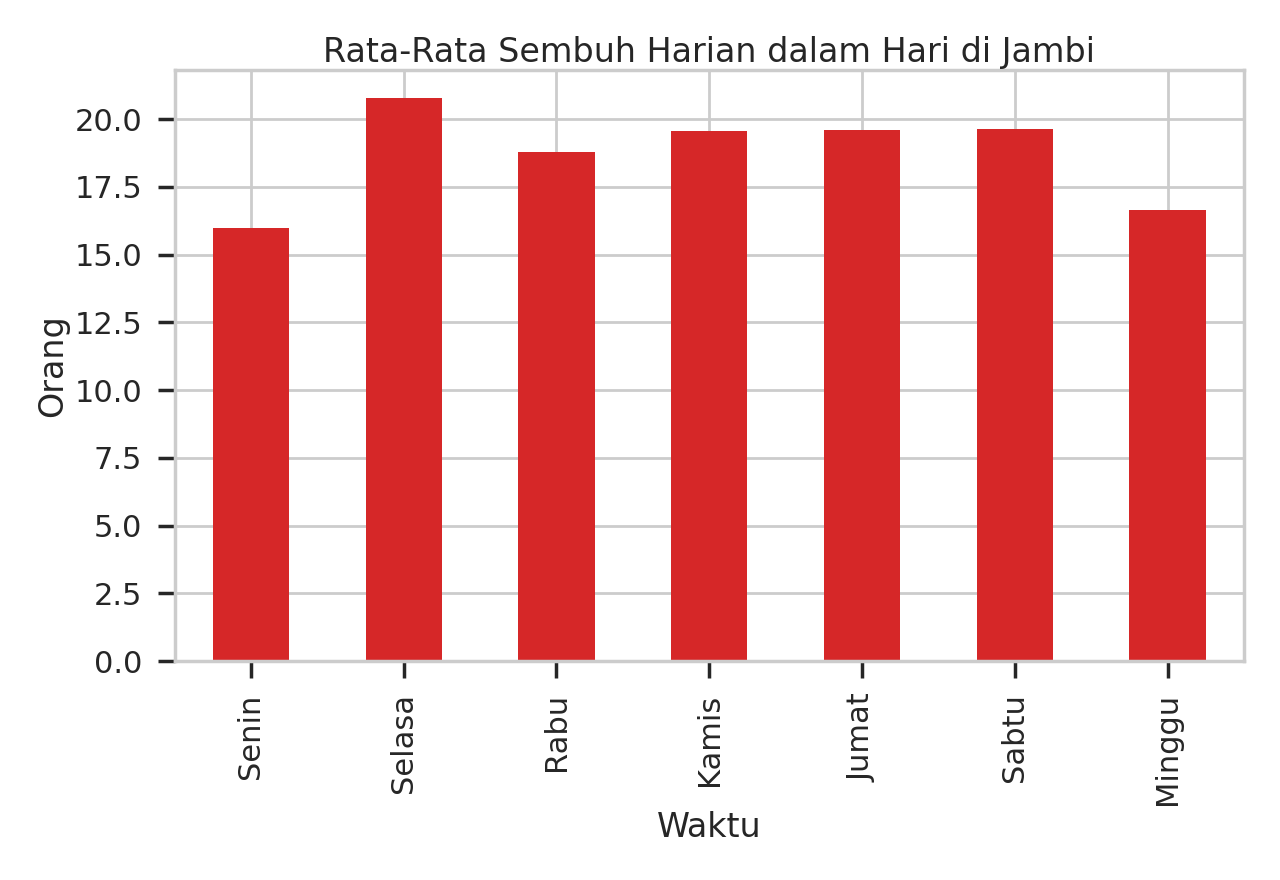 Rata-Rata Sembuh Harian dalam Hari di Jambi
Orang
20.0
17.5
15.0
12.5
10.0
7.5
5.0
2.5
0.0
Senin
Selasa
Rabu
Kamis
Jumat
Sabtu
Minggu
Waktu